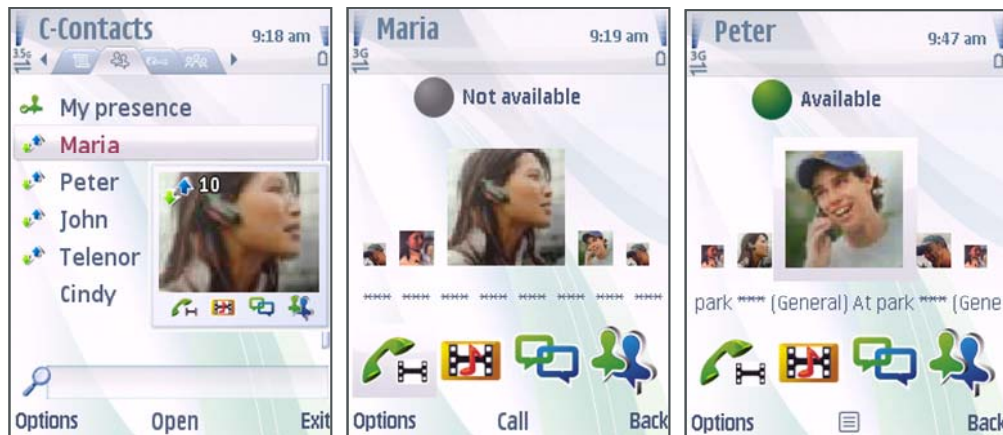 C-Contacts
9:18 am
3.5G
My presence
Maria
Peter
10
John
Telenor
Cindy
Options Open Exit
Maria
9:19 am
3G
Not available
*** *** *** *** *** *** *** ***
Options Call Back
Peter
9:47 am
3G
Available
park *** (General) At park *** (Gene
Options Back